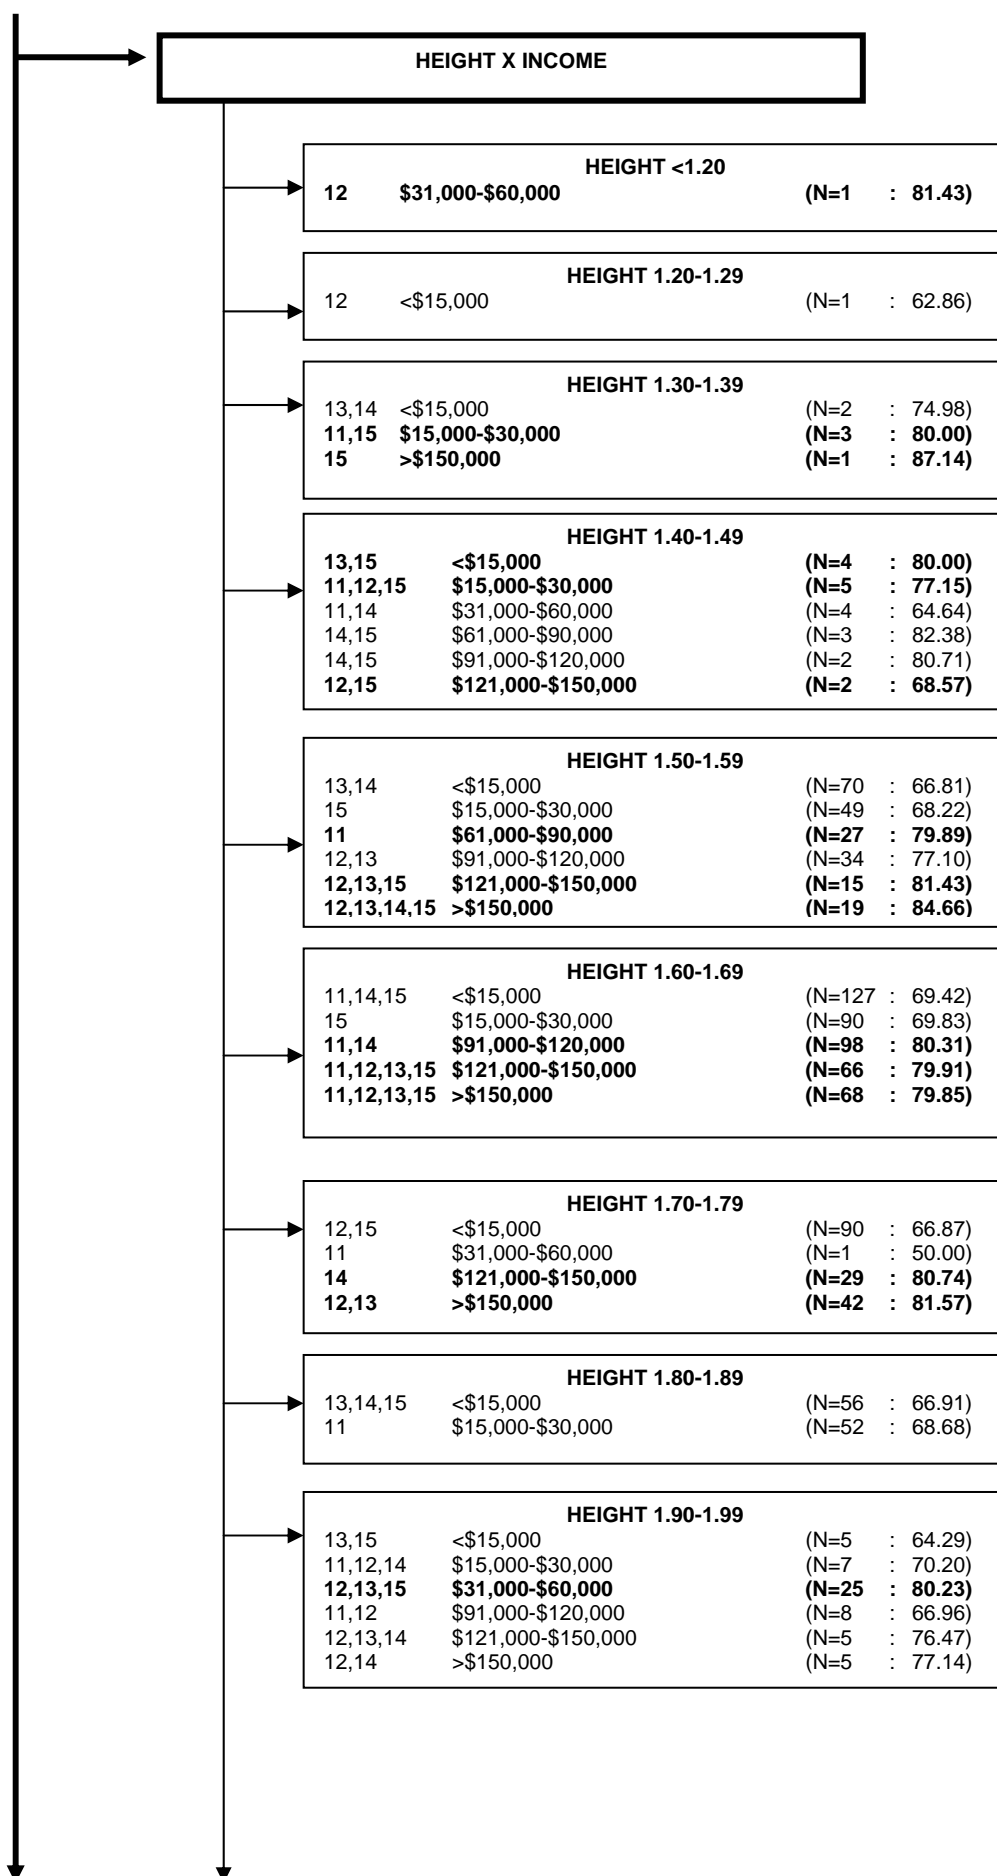 HEIGHT X INCOME
HEIGHT <1.20
12 $31,000-$60,000 (N=1 : 81.43)
HEIGHT 1.20-1.29
12 <$15,000 (N=1 : 62.86)
HEIGHT 1.30-1.39
13,14 <$15,000 (N=2 : 74.98)
11,15 $15,000-$30,000 (N=3 : 80.00)
15 >$150,000 (N=1 : 87.14)
HEIGHT 1.40-1.49
13,15 <$15,000 (N=4 : 80.00)
11,12,15 $15,000-$30,000 (N=5 : 77.15)
11,14 $31,000-$60,000 (N=4 : 64.64)
14,15 $61,000-$90,000 (N=3 : 82.38)
14,15 $91,000-$120,000 (N=2 : 80.71)
12,15 $121,000-$150,000 (N=2 : 68.57)
HEIGHT 1.50-1.59
13,14 <$15,000 (N=70 : 66.81)
15 $15,000-$30,000 (N=49 : 68.22)
11 $61,000-$90,000 (N=27 : 79.89)
12,13 $91,000-$120,000 (N=34 : 77.10)
12,13,15 $121,000-$150,000 (N=15 : 81.43)
12,13,14,15 >$150,000 (N=19 : 84.66)
HEIGHT 1.60-1.69
11,14,15 <$15,000 (N=127 : 69.42)
15 $15,000-$30,000 (N=90 : 69.83)
11,14 $91,000-$120,000 (N=98 : 80.31)
11,12,13,15 $121,000-$150,000 (N=66 : 79.91)
11,12,13,15 >$150,000 (N=68 : 79.85)
HEIGHT 1.70-1.79
12,15 <$15,000 (N=90 : 66.87)
11 $31,000-$60,000 (N=1 : 50.00)
14 $121,000-$150,000 (N=29 : 80.74)
12,13 >$150,000 (N=42 : 81.57)
HEIGHT 1.80-1.89
13,14,15 <$15,000 (N=56 : 66.91)
11 $15,000-$30,000 (N=52 : 68.68)
HEIGHT 1.90-1.99
13,15 <$15,000 (N=5 : 64.29)
11,12,14 $15,000-$30,000 (N=7 : 70.20)
12,13,15 $31,000-$60,000 (N=25 : 80.23)
11,12 $91,000-$120,000 (N=8 : 66.96)
12,13,14 $121,000-$150,000 (N=5 : 76.47)
12,14 >$150,000 (N=5 : 77.14)